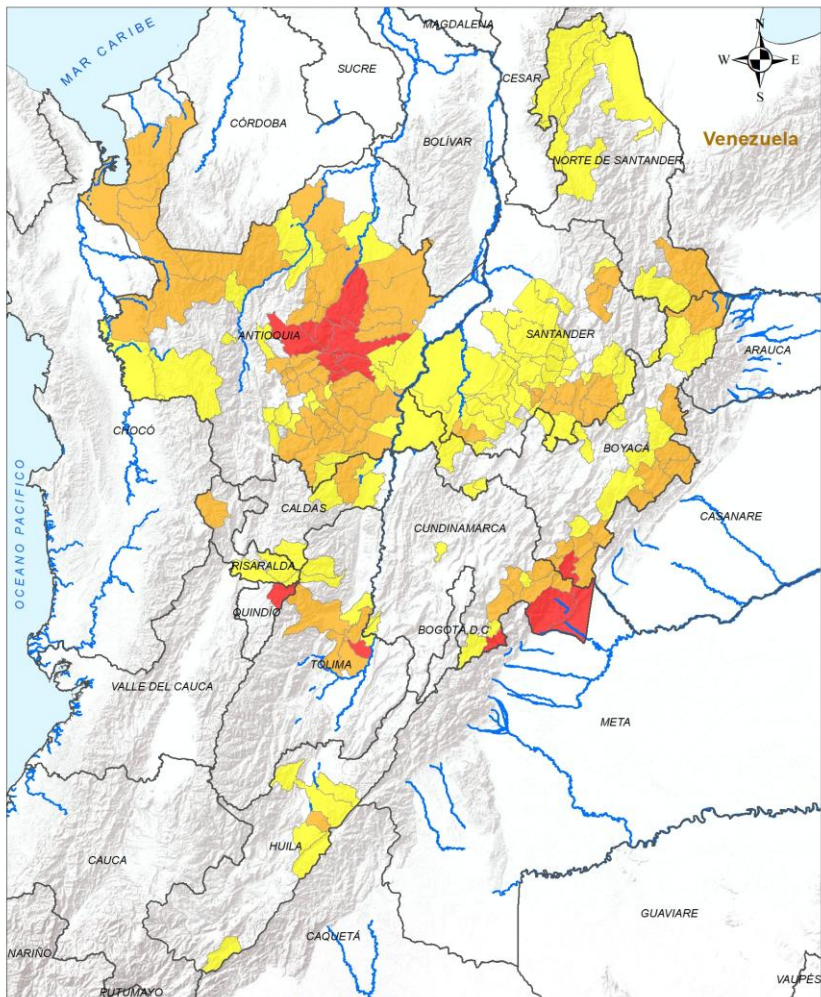 MAGDALENA
MAR CARIBE
N
W E
S
SUCRE
CESAR
CÓRDOBA
BOLÍVAR
Venezuela
NORTE DE SANTANDER
ANTIOQUIA
SANTANDER
ARAUCA
CHOCÓ
BOYACÁ
OCEANO PACIFICO
CALDAS
CASANARE
CUNDINAMARCA
RISARALDA
QUINDÍO
BOGOTÁ, D.C
TOLIMA
VALLE DEL CAUCA
META
HUILA
CAUCA
GUAVIARE
CAQUETÁ
NARIÑO
PUTUMAYO
VAUPÉS